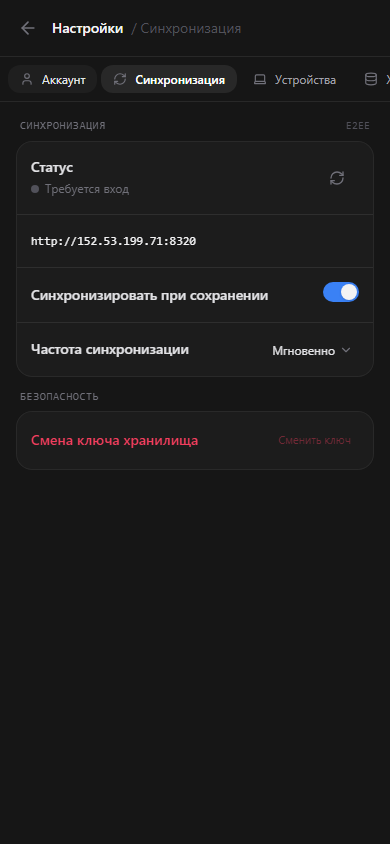 Настройки / Синхронизация
Аккаунт Синхронизация Устройства
СИНХРОНИЗАЦИЯ E2EE
Статус
Требуется вход
http://152.53.199.71:8320
Синхронизировать при сохранении
Частота синхронизации Мгновенно
БЕЗОПАСНОСТЬ
Смена ключа хранилища Сменить ключ